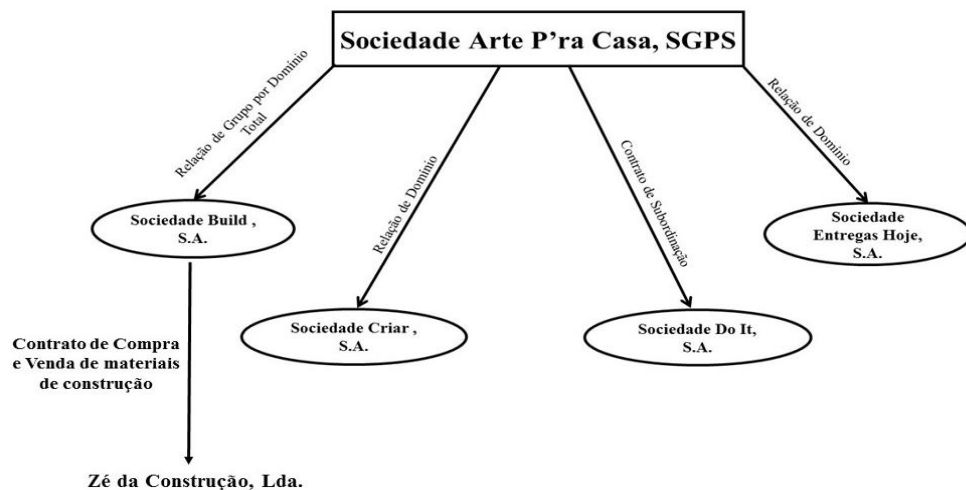 Sociedade Arte P’ra Casa, SGPS
Relação de Grupo por Domínio
Total
Relação de Domínio
Contrato de Subordinação
Relação de Domínio
Sociedade Build ,
S.A.
Sociedade
Entregas Hoje,
S.A.
Sociedade Criar ,
S.A.
Sociedade Do It,
S.A.
Contrato de Compra
e Venda de materiais
de construção
Zé da Construção, Lda.